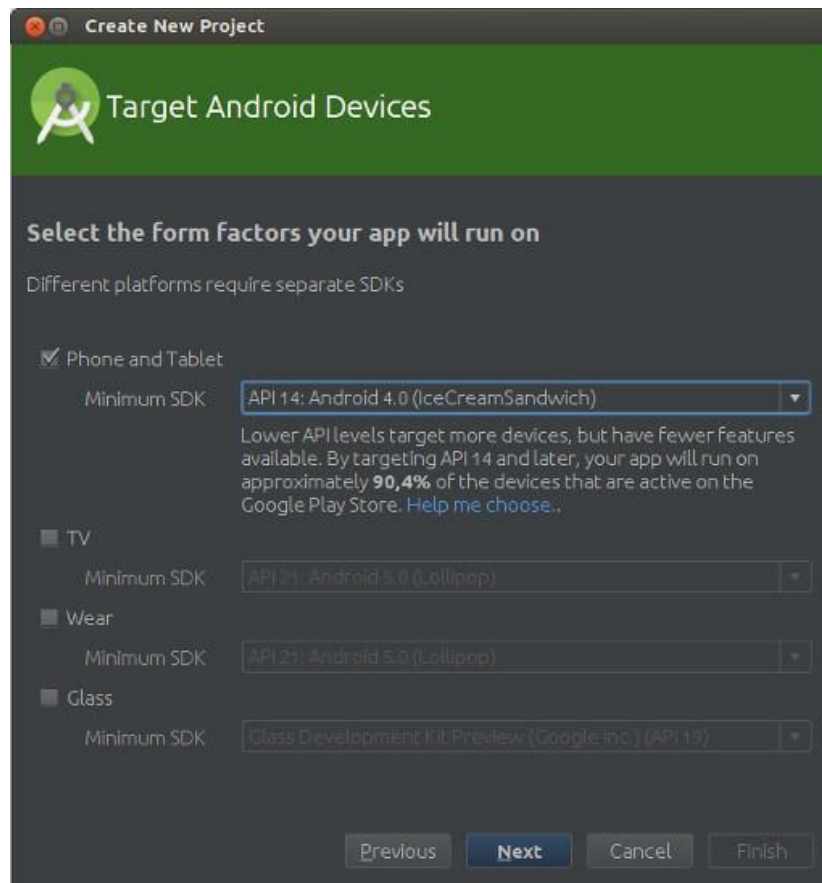 Create New Project
Target Android Devices
Select the form factors your app will run on
Different platforms require separate SDKs
Phone and Tablet
Minimum SDK API 14: Android 4.0 (IceCreamSandwich)
Lower API levels target more devices, but have fewer features
available. By targeting API 14 and later, your app will run on
approximately 90,4% of the devices that are active on the
Google Play Store. Help me choose..
TV
Minimum SDK API 21: Android 5.0 (Lollipop)
Wear
Minimum SDK API 21: Android 5.0 (Lollipop)
Glass
Minimum SDK Glass Development Kit Preview (Google Inc.) (API 19)
Previous Next Cancel Finish